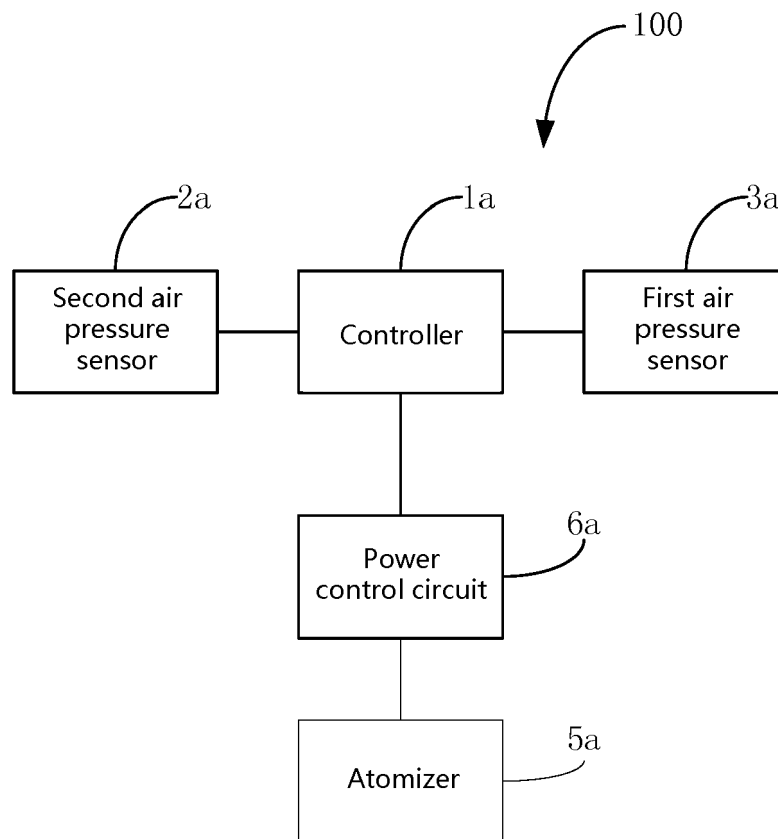 100
2a
1a
3a
Second air
pressure
sensor
Controller
First air
pressure
sensor
6a
Power
control circuit
5a
Atomizer